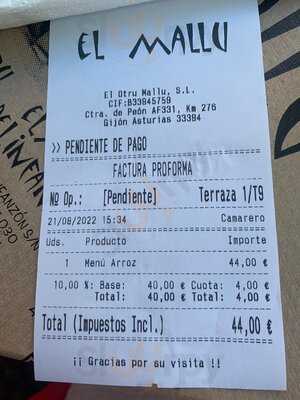 EL MALLU
El Otru Mallu, S.L.
CIF:B33845759
Ctra. de Peón AF331, Km 276
Gijón Asturias 33394
>> PENDIENTE DE PAGO
FACTURA PROFORMA
Nº Op.: [Pendiente] Terraza 1/T9
21/08/2022 15:34 Camarero
Uds. Producto Importe
1 Menú Arroz 44,00 €
10,00 %: Base: 40,00 € Cuota: 4,00 €
Total: 40,00 € Total: 4,00 €
Total (Impuestos Incl.) 44,00 €
¡¡ Gracias por su visita !!